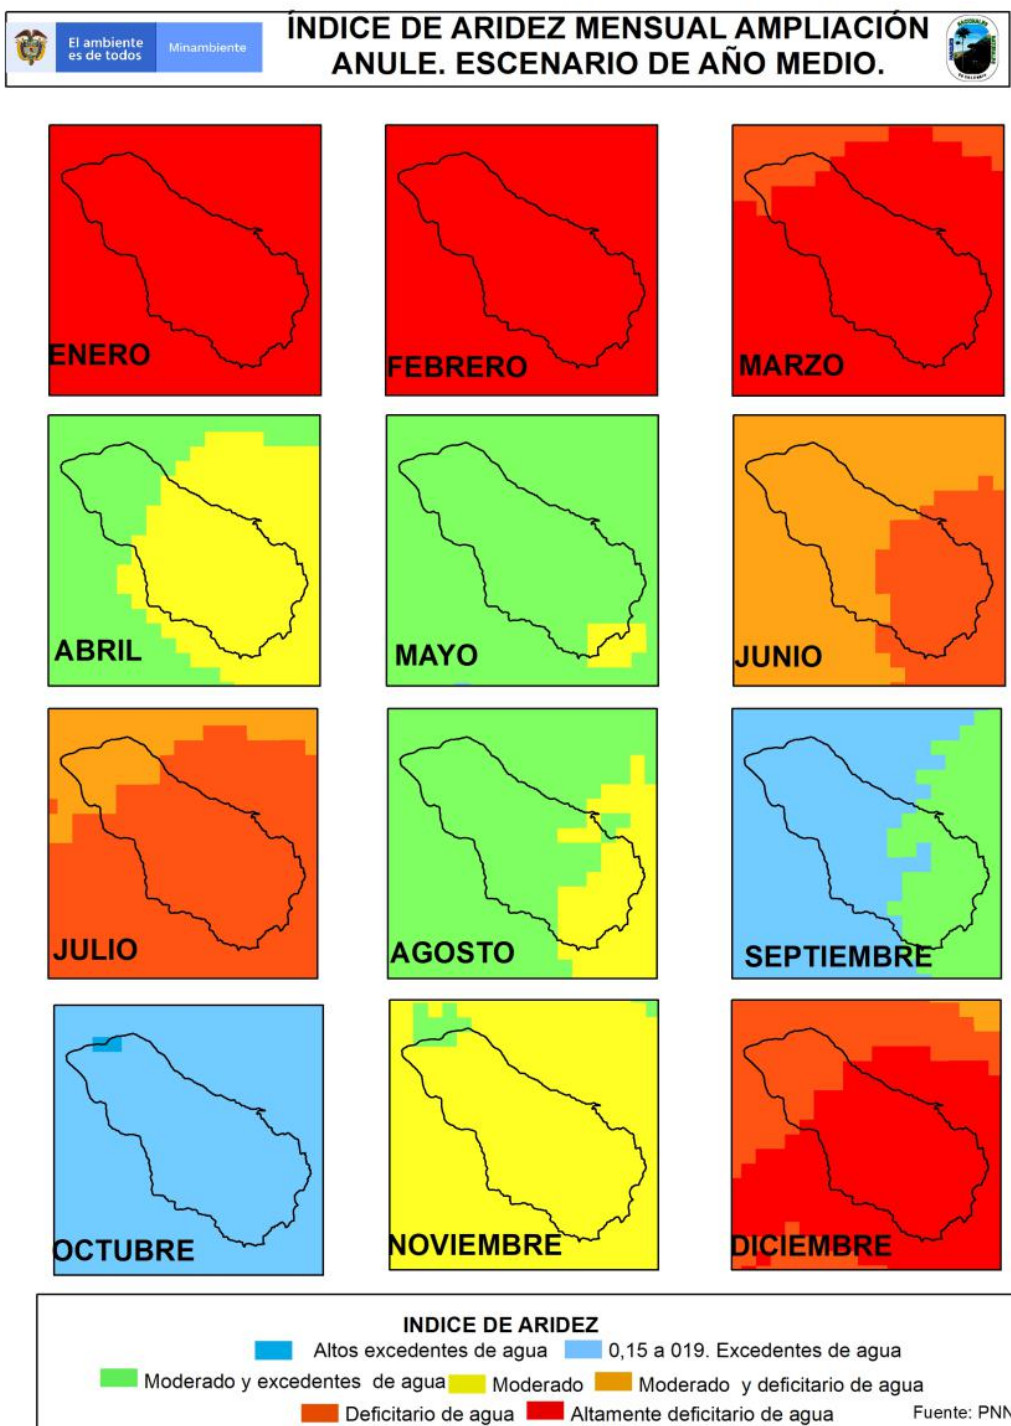 El ambiente
es de todos
Minambiente
ÍNDICE DE ARIDEZ MENSUAL AMPLIACIÓN
ANULE. ESCENARIO DE AÑO MEDIO.
ENERO
FEBRERO
MARZO
ABRIL
MAYO
JUNIO
JULIO
AGOSTO
SEPTIEMBRE
OCTUBRE
NOVIEMBRE
DICIEMBRE
INDICE DE ARIDEZ
Altos excedentes de agua 0,15 a 019. Excedentes de agua
Moderado y excedentes de agua Moderado Moderado y deficitario de agua
Deficitario de agua Altamente deficitario de agua Fuente: PNN